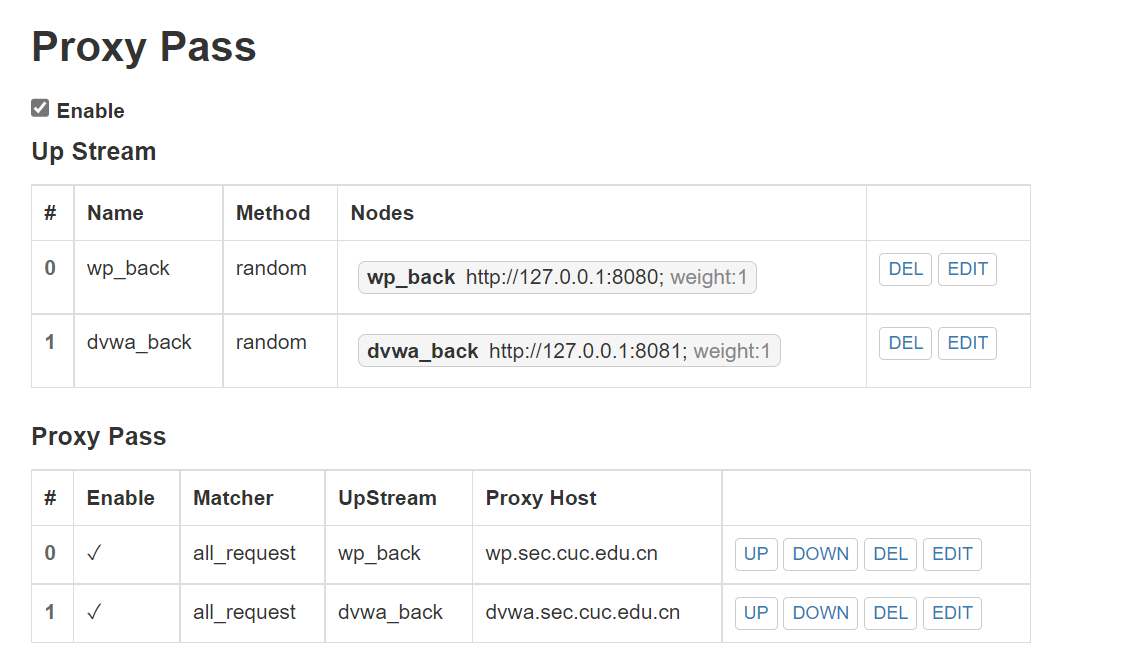 Proxy Pass
Enable
Up Stream
# Name Method Nodes
0 wp_back random wp_back http://127.0.0.1:8080; weight:1 DEL EDIT
1 dvwa_back random dvwa_back http://127.0.0.1:8081; weight:1 DEL EDIT
Proxy Pass
# Enable Matcher UpStream Proxy Host
0 ✓ all_request wp_back wp.sec.cuc.edu.cn UP DOWN DEL EDIT
1 ✓ all_request dvwa_back dvwa.sec.cuc.edu.cn UP DOWN DEL EDIT